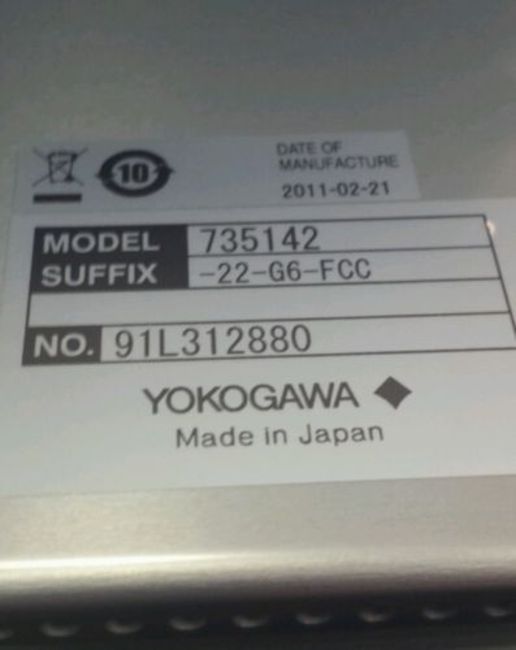 10
DATE OF
MANUFACTURE
2011-02-21
MODEL 735142
SUFFIX -22-G6-FCC
NO. 91L312880
YOKOGAWA
Made in Japan